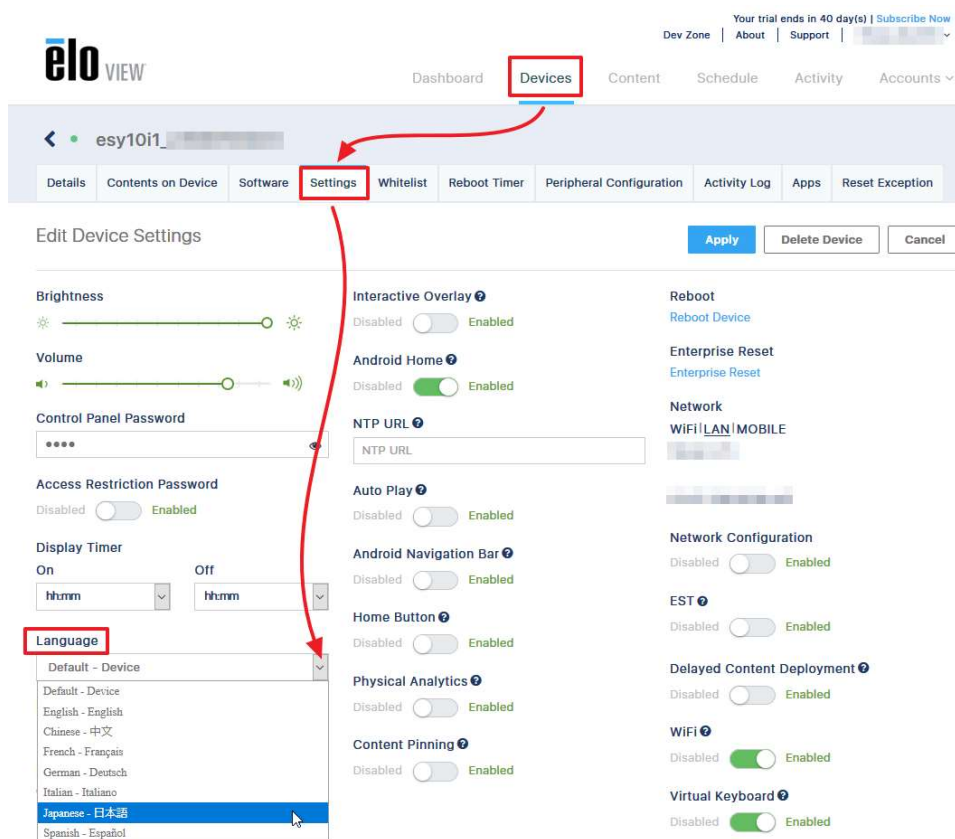 Your trial ends in 40 day(s) | Subscribe Now
Dev Zone | About | Support |
ēlo VIEW
Dashboard Devices Content Schedule Activity Accounts
esy10i1_
Details Contents on Device Software Settings Whitelist Reboot Timer Peripheral Configuration Activity Log Apps Reset Exception
Edit Device Settings
Apply Delete Device Cancel
Brightness
Volume
Control Panel Password
Access Restriction Password
Disabled Enabled
Display Timer
On Off
hh:mm hh:mm
Language
Default - Device
Default - Device
English - English
Chinese - 中文
French - Français
German - Deutsch
Italian - Italiano
Japanese - 日本語
Spanish - Español
Interactive Overlay
Disabled Enabled
Android Home
Disabled Enabled
NTP URL
NTP URL
Auto Play
Disabled Enabled
Android Navigation Bar
Disabled Enabled
Home Button
Disabled Enabled
Physical Analytics
Disabled Enabled
Content Pinning
Disabled Enabled
Reboot
Reboot Device
Enterprise Reset
Enterprise Reset
Network
WiFi|LAN|MOBILE
Network Configuration
Disabled Enabled
EST
Disabled Enabled
Delayed Content Deployment
Disabled Enabled
WiFi
Disabled Enabled
Virtual Keyboard
Disabled Enabled